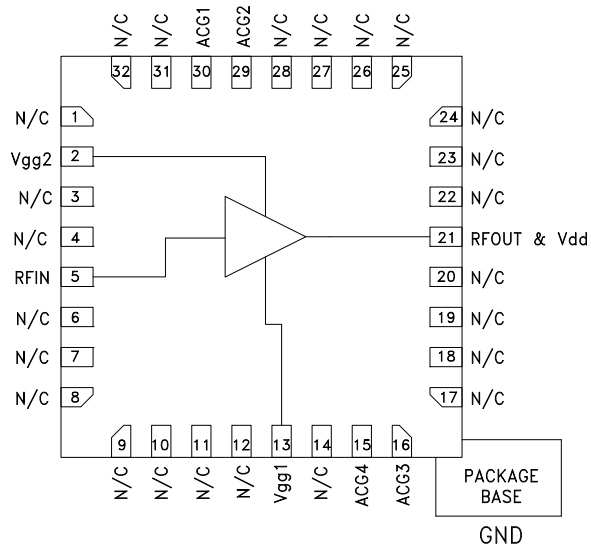 N/C N/C ACG1 ACG2 N/C N/C N/C N/C
32 31 30 29 28 27 26 25
N/C 1 24 N/C
Vgg2 2 23 N/C
N/C 3 22 N/C
N/C 4 21 RFOUT & Vdd
RFIN 5 20 N/C
N/C 6 19 N/C
N/C 7 18 N/C
N/C 8 17 N/C
9 10 11 12 13 14 15 16
N/C N/C N/C N/C Vgg1 N/C ACG4 ACG3
PACKAGE
BASE
GND